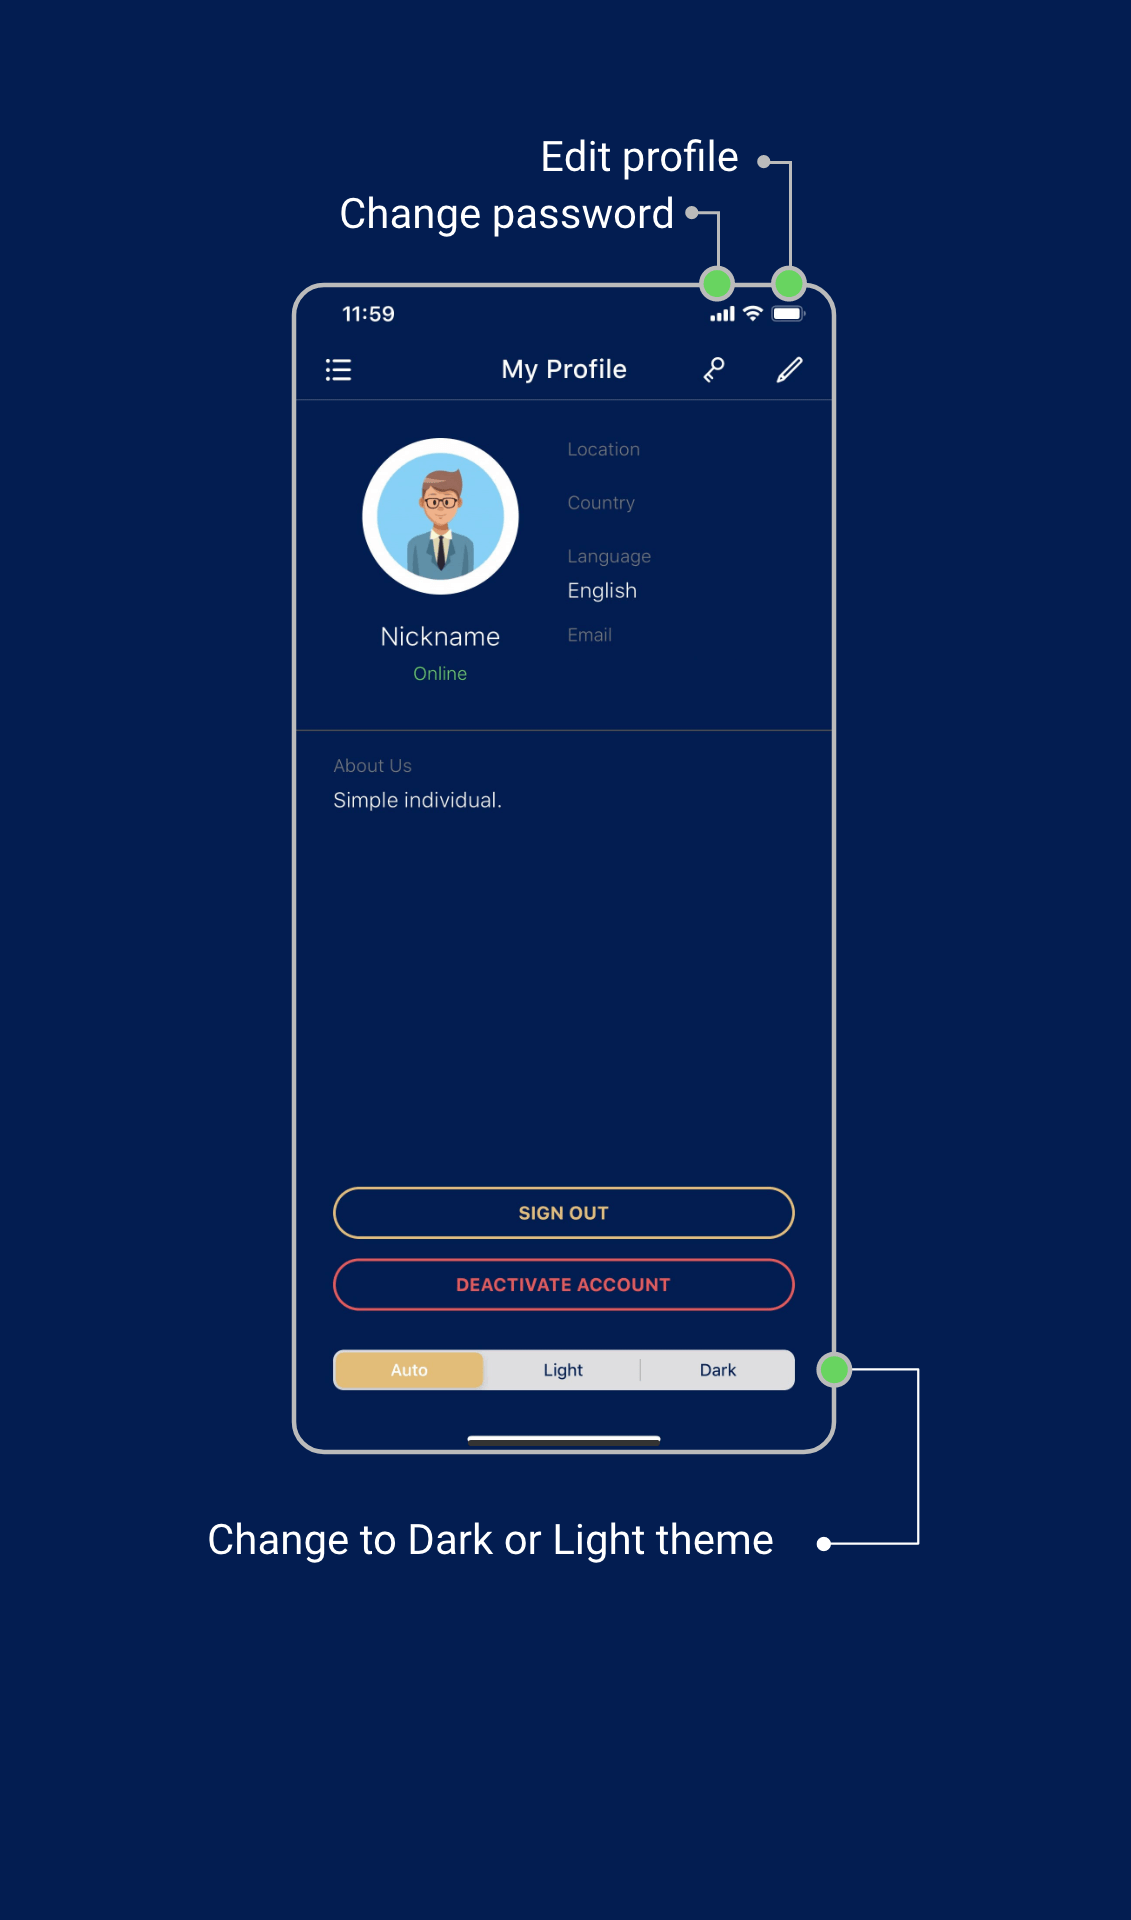 Edit profile
Change password
11:59
My Profile
Location
Country
Language
English
Email
Nickname
Online
About Us
Simple individual.
SIGN OUT
DEACTIVATE ACCOUNT
Auto Light Dark
Change to Dark or Light theme